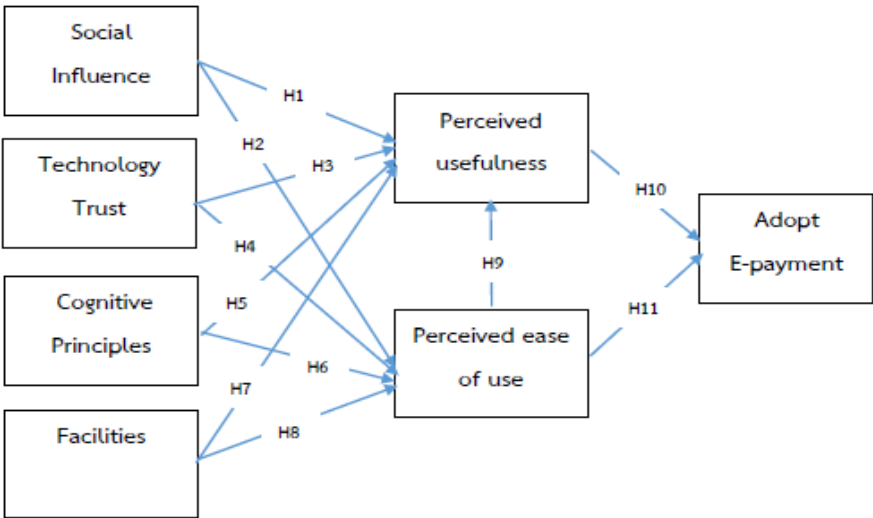 Social
Influence
H1
H2
Perceived
usefulness
Technology
Trust
H3
H4
H10
Adopt
E-payment
H9
Cognitive
Principles
H5
H6
Perceived ease
of use
H11
H7
Facilities
H8